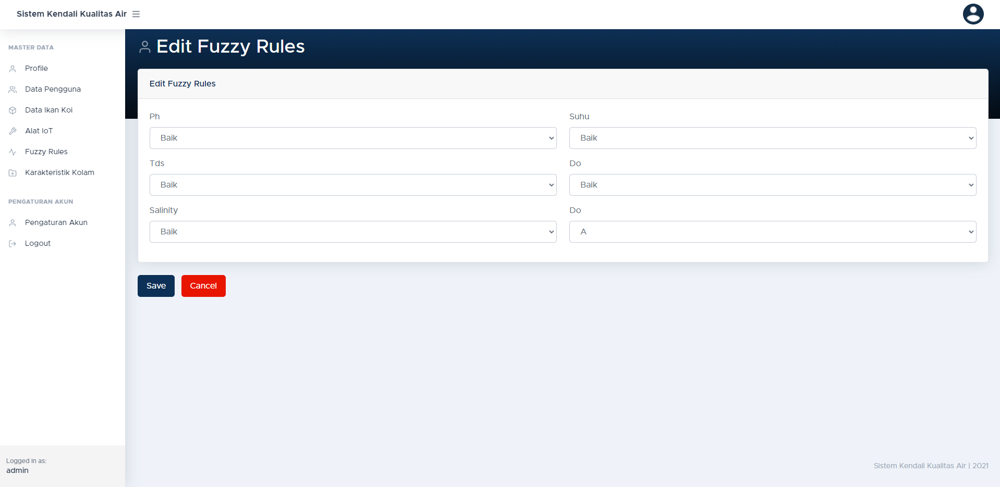 Sistem Kendali Kualitas Air
MASTER DATA
Profile
Data Pengguna
Data Ikan Koi
Alat IoT
Fuzzy Rules
Karakteristik Kolam
PENGATURAN AKUN
Pengaturan Akun
Logout
Logged in as:
admin
Edit Fuzzy Rules
Edit Fuzzy Rules
Ph
Baik
Suhu
Baik
Tds
Baik
Do
Baik
Salinity
Baik
Do
A
Save
Cancel
Sistem Kendali Kualitas Air | 2021